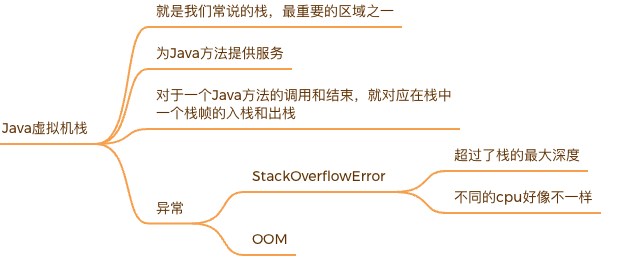 就是我们常说的栈，最重要的区域之一
为Java方法提供服务
对于一个Java方法的调用和结束，就对应在栈中
一个栈帧的入栈和出栈
Java虚拟机栈
异常
StackOverflowError
超过了栈的最大深度
不同的cpu好像不一样
OOM